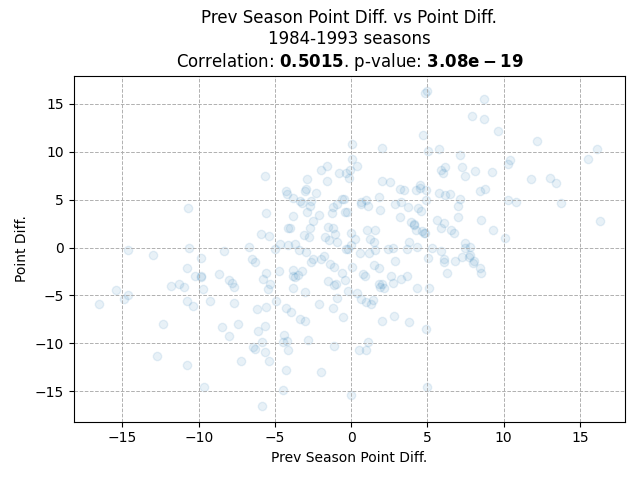 Prev Season Point Diff. vs Point Diff.
1984-1993 seasons
Correlation: 0.5015. p-value: 3.08e − 19
15
10
5
0
−5
−10
−15
Point Diff.
−15
−10
−5
0
5
10
15
Prev Season Point Diff.